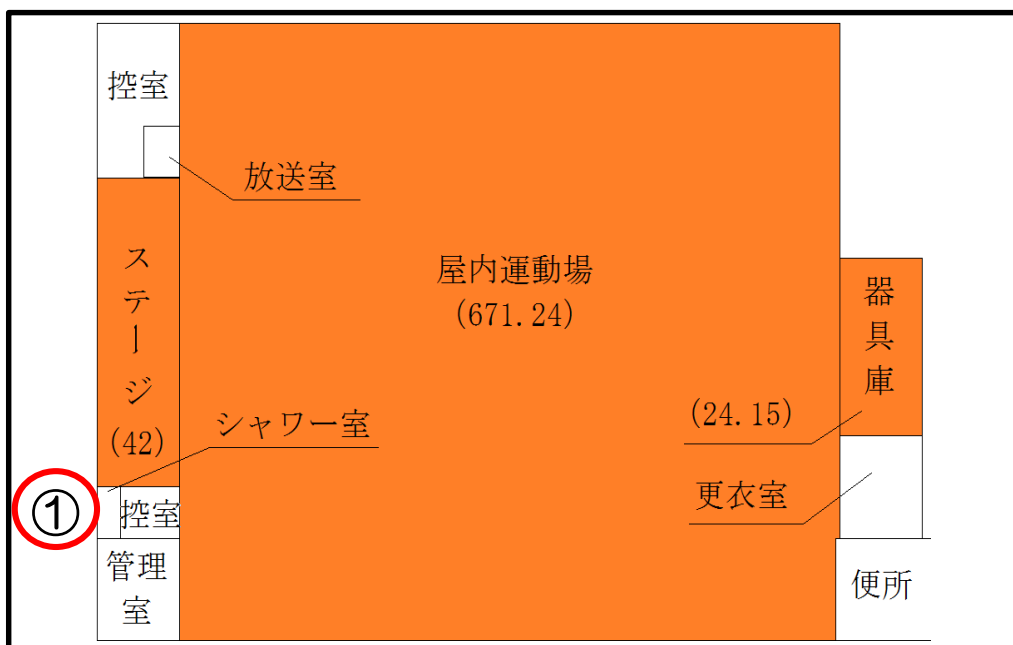 控室
放送室
ステージ
(42)
屋内運動場
(671.24)
器具庫
(24.15)
シャワー室
①
控室
更衣室
管理
室
便所